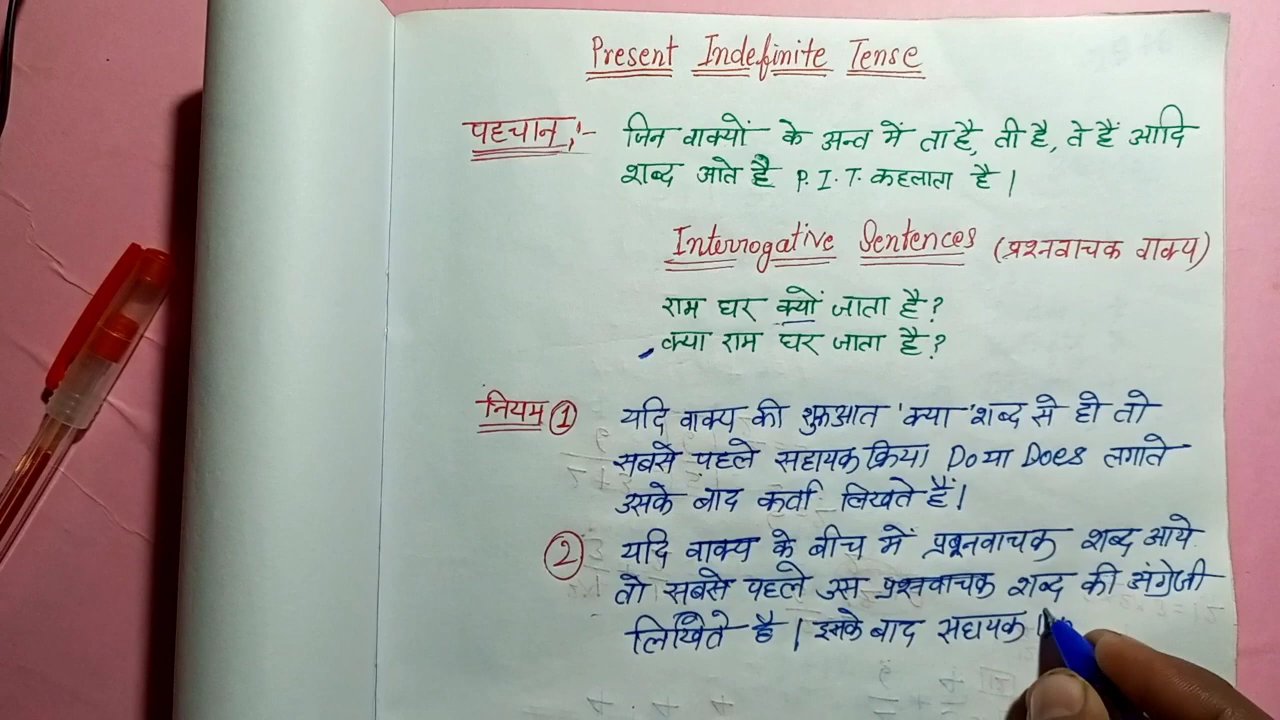 Present Indefinite Tense
पहचान :- जिन वाक्यों के अन्त में ता है, ती है, ते हैं आदि
शब्द आते है P.I.T. कहलाता है।
Interrogative Sentences (प्रश्नवाचक वाक्य)
राम घर क्यों जाता है?
क्या राम घर जाता है?
नियम ① यदि वाक्य की शुरूआत 'क्या' शब्द से हो तो
सबसे पहले सहायक क्रिया Do या Does लगाते
उसके बाद कर्ता लिखते हैं।
② यदि वाक्य के बीच में प्रश्नवाचक शब्द आये
तो सबसे पहले उस प्रश्नवाचक शब्द की अंग्रेजी
लिखिते है। इसके बाद सहायक